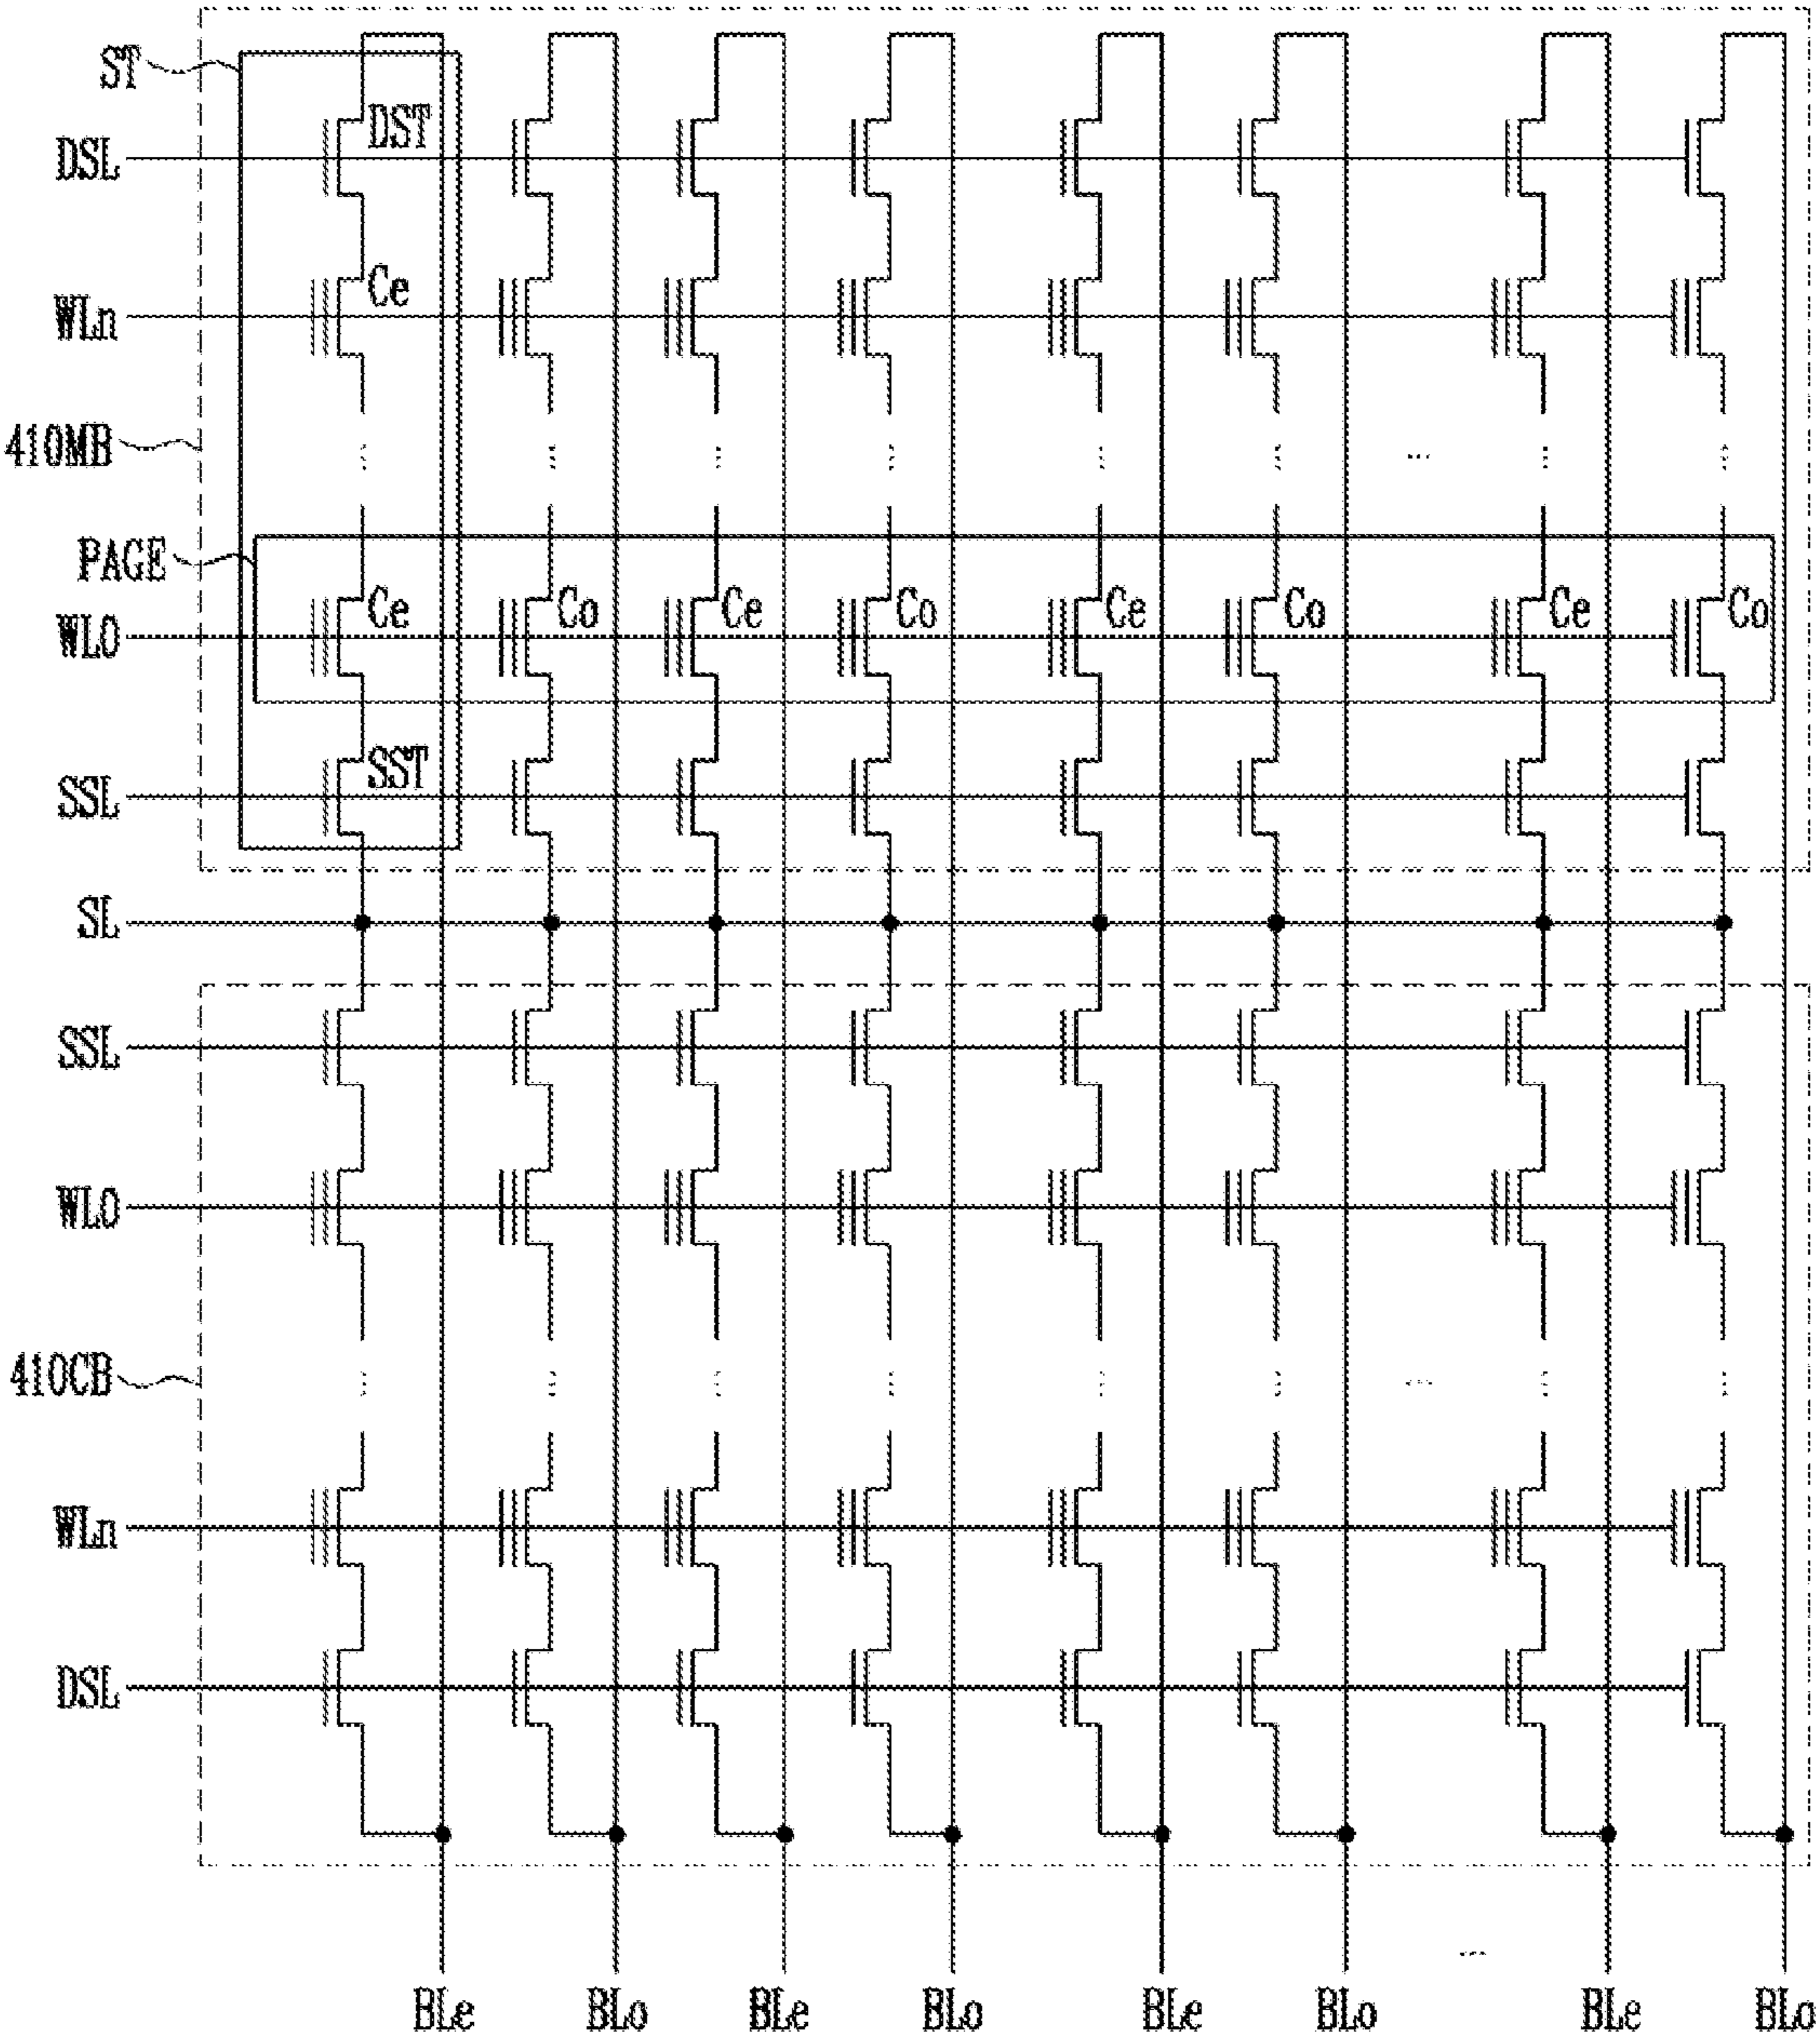 ST
DST
DSL
Ce
WLn
410MB
PAGE
Ce Co Ce Co Ce Co Ce Co
WL0
SST
SSL
SL
SSL
WL0
410CB
WLn
DSL
BLe BLo BLe BLo BLe BLo BLe BLo